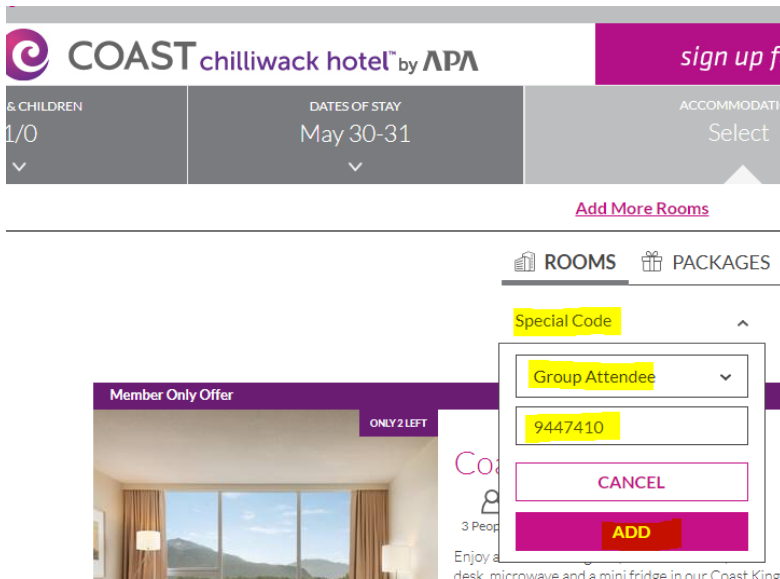 COAST chilliwack hotel™ by APA
sign up f
& CHILDREN
1/0
DATES OF STAY
May 30-31
ACCOMMODATI
Select
Add More Rooms
ROOMS
PACKAGES
Special Code
Group Attendee
9447410
CANCEL
ADD
Member Only Offer
ONLY 2 LEFT
Coa
3 Peop
Enjoy a
desk, microwave and a mini fridge in our Coast King